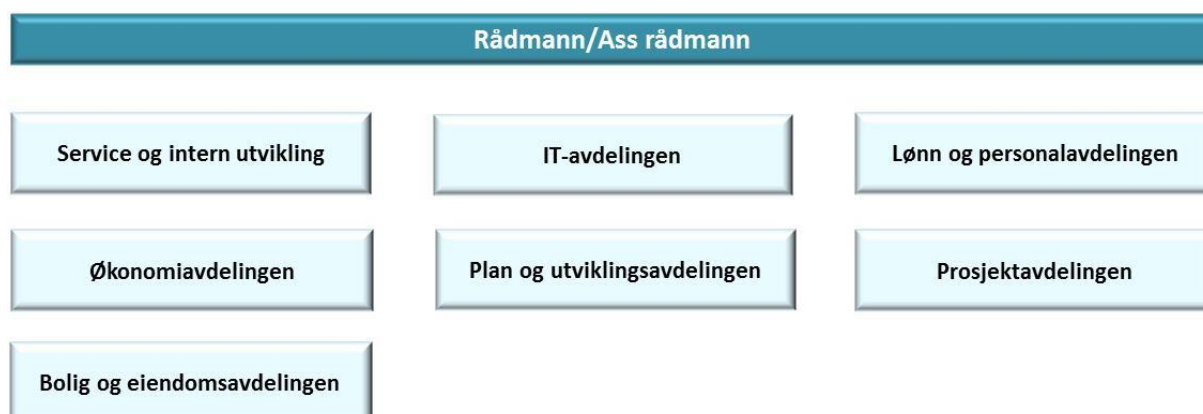 Rådmann/Ass rådmann
Service og intern utvikling
IT-avdelingen
Lønn og personalavdelingen
Økonomiavdelingen
Plan og utviklingsavdelingen
Prosjektavdelingen
Bolig og eiendomsavdelingen